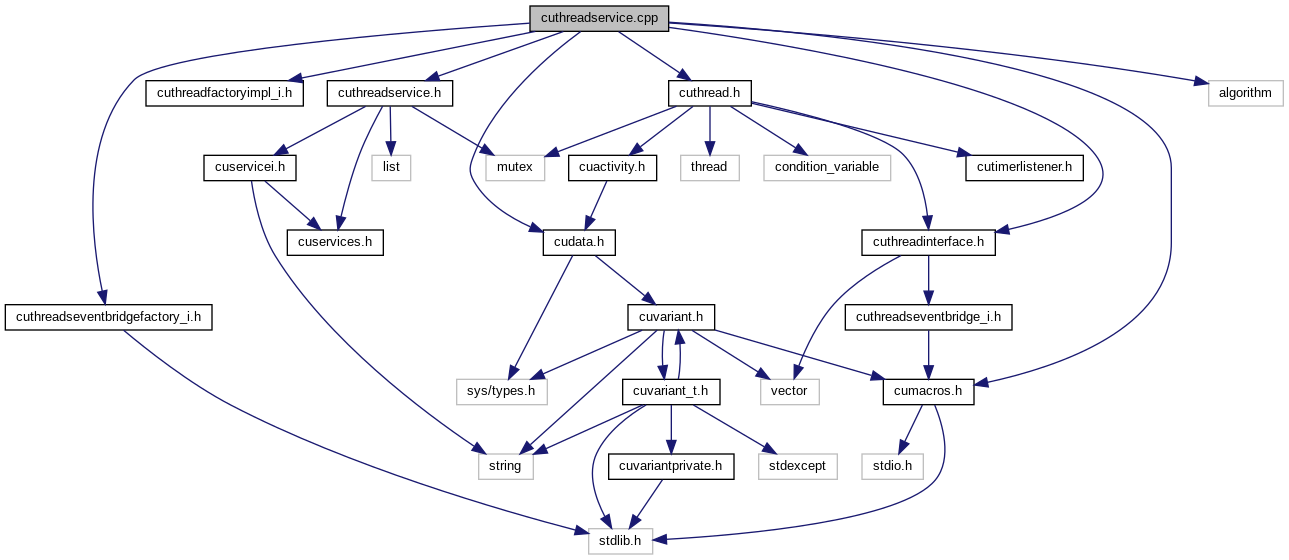 cuthreadservice.cpp
cuthreadfactoryimpl_i.h
cuthreadservice.h
cuthread.h
algorithm
cuservicei.h
list
mutex
cuactivity.h
thread
condition_variable
cutimerlistener.h
cuservices.h
cudata.h
cuthreadinterface.h
cuthreadseventbridgefactory_i.h
cuvariant.h
cuthreadseventbridge_i.h
sys/types.h
cuvariant_t.h
vector
cumacros.h
string
cuvariantprivate.h
stdexcept
stdio.h
stdlib.h